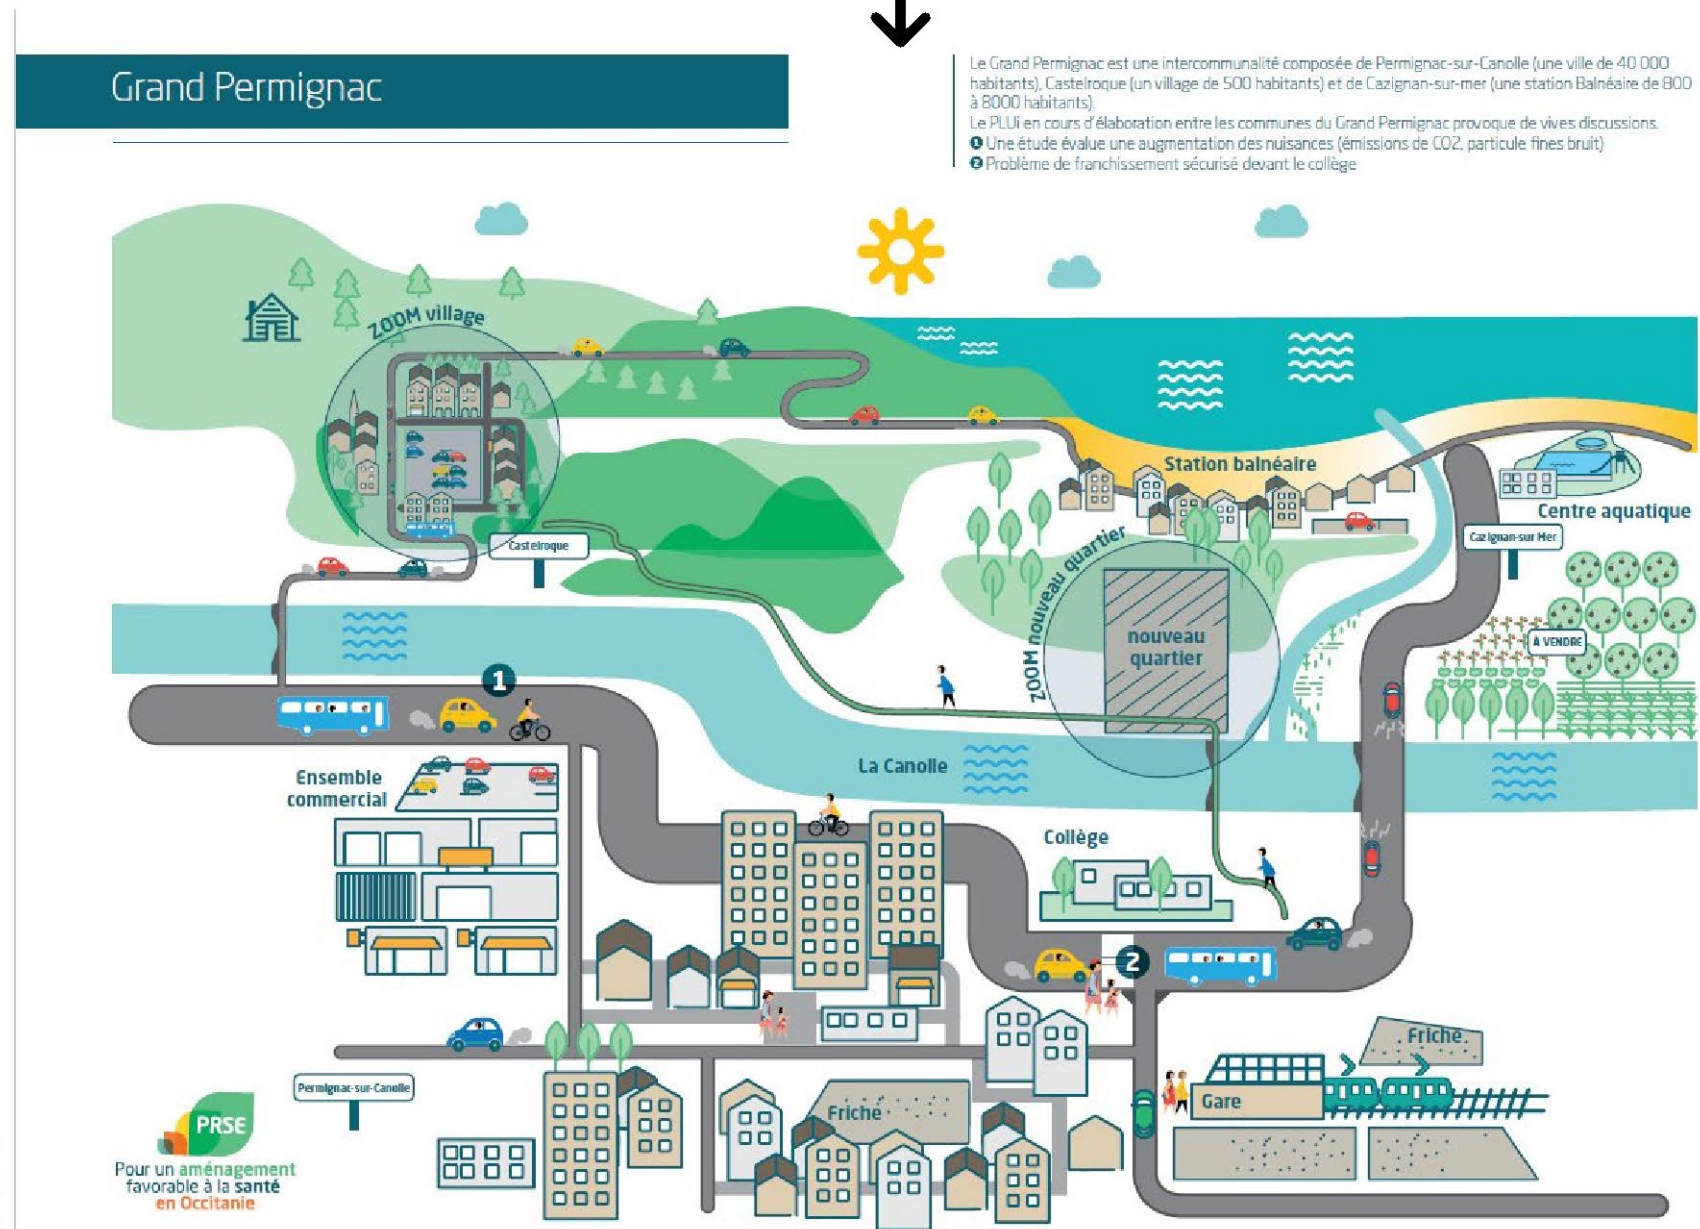 Grand Permignac
Le Grand Permignac est une intercommunalité composée de Permignac-sur-Canolle (une ville de 40 000
habitants), Castelroque (un village de 500 habitants) et de Cazignan-sur-mer (une station Balnéaire de 800
à 8000 habitants).
Le PLUi en cours d'élaboration entre les communes du Grand Permignac provoque de vives discussions.
1 Une étude évalue une augmentation des nuisances (émissions de CO2, particule fines bruit)
2 Problème de franchissement sécurisé devant le collège
ZOOM village
Station balnéaire
Centre aquatique
Cazignan-sur Mer
Castelroque
ZOOM nouveau quartier
nouveau
quartier
À VENDRE
1
La Canolle
Ensemble
commercial
Collège
2
Friche
Gare
Permignac-sur-Canolle
Friche
PRSE
Pour un aménagement
favorable à la santé
en Occitanie